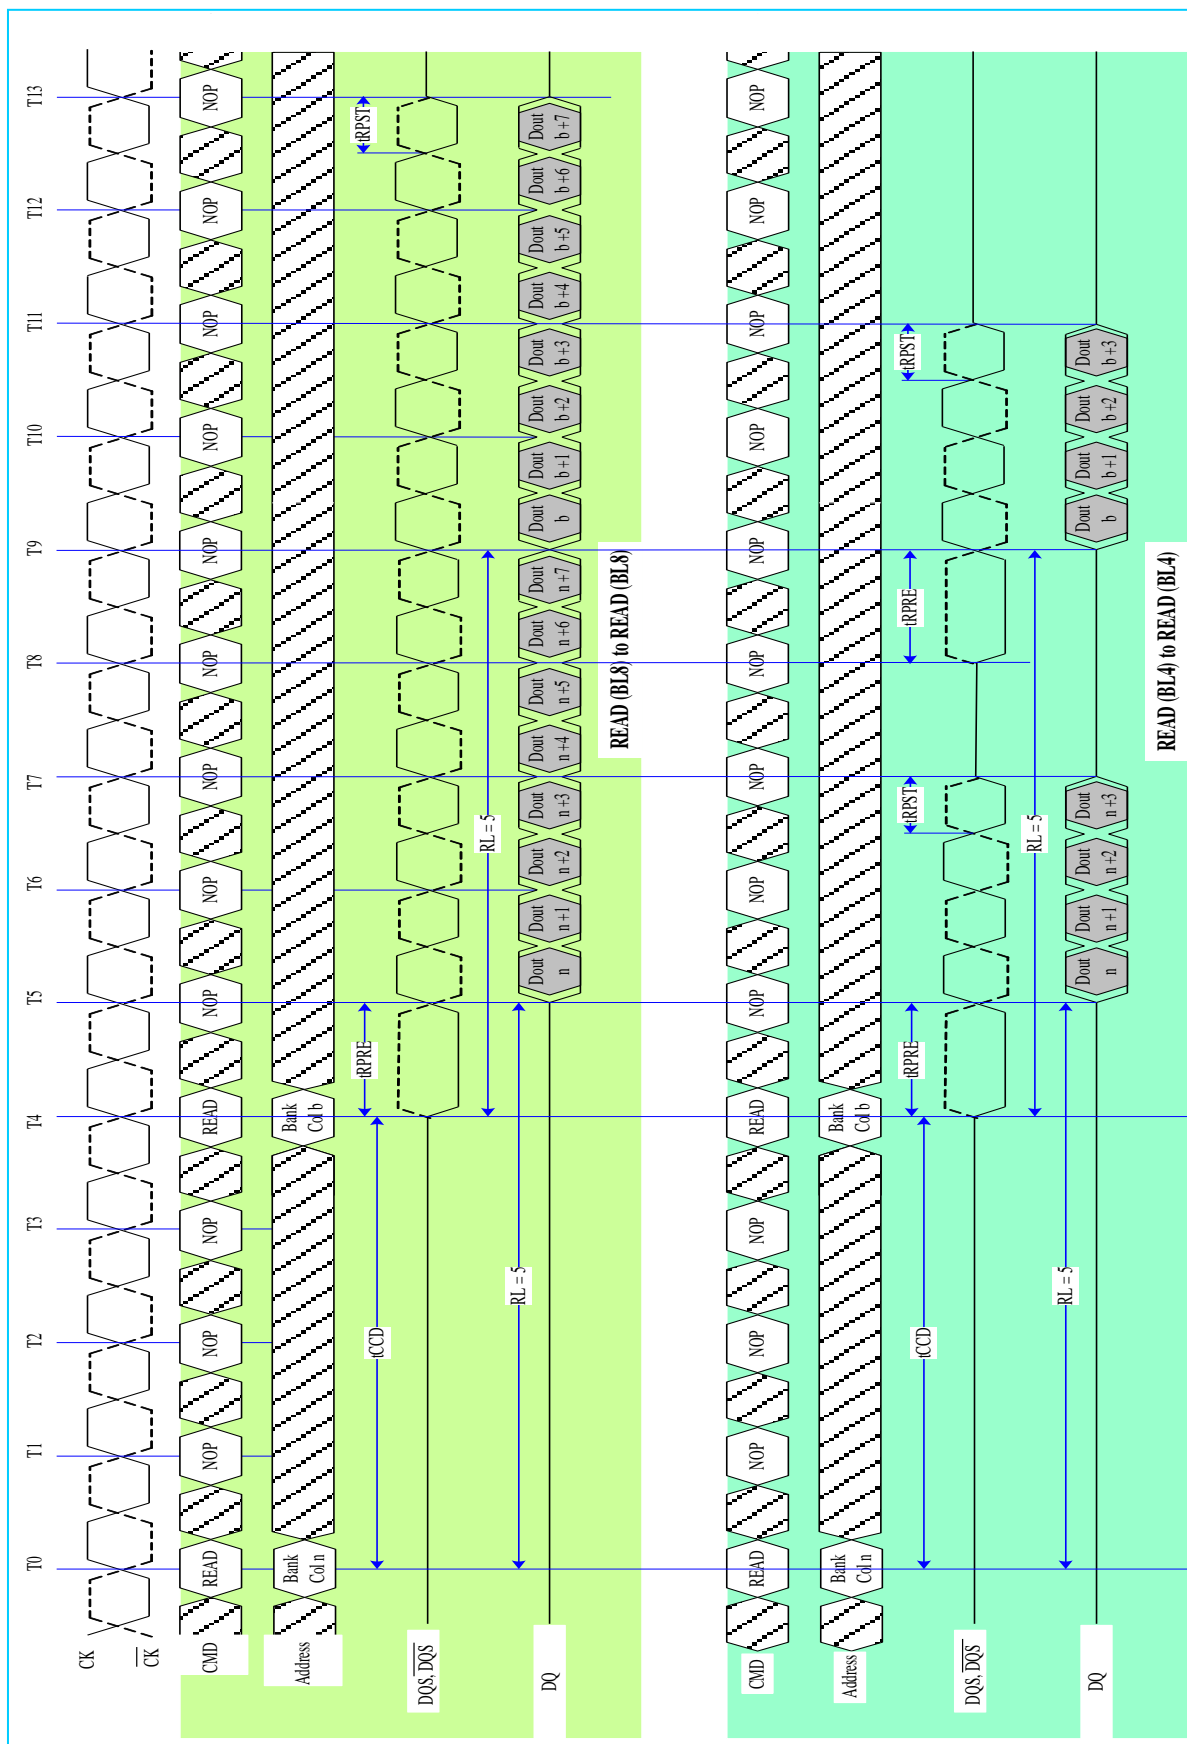 T0 T1 T2 T3 T4 T5 T6 T7 T8 T9 T10 T11 T12 T13
CK
CK
CMD READ NOP NOP NOP READ NOP NOP NOP NOP NOP NOP NOP NOP NOP
Address Bank Col n Bank Col b
tCCD tRPRE tRPST
DQS, DQS
RL = 5
RL = 5
DQ Dout n Dout n+1 Dout n+2 Dout n+3 Dout n+4 Dout n+5 Dout n+6 Dout n+7 Dout b Dout b+1 Dout b+2 Dout b+3 Dout b+4 Dout b+5 Dout b+6 Dout b+7
READ (BL8) to READ (BL8)
CMD READ NOP NOP NOP READ NOP NOP NOP NOP NOP NOP NOP NOP NOP
Address Bank Col n Bank Col b
tCCD tRPRE tRPST tRPRE tRPST
DQS, DQS
RL = 5
RL = 5
DQ Dout n Dout n+1 Dout n+2 Dout n+3 Dout b Dout b+1 Dout b+2 Dout b+3
READ (BL4) to READ (BL4)